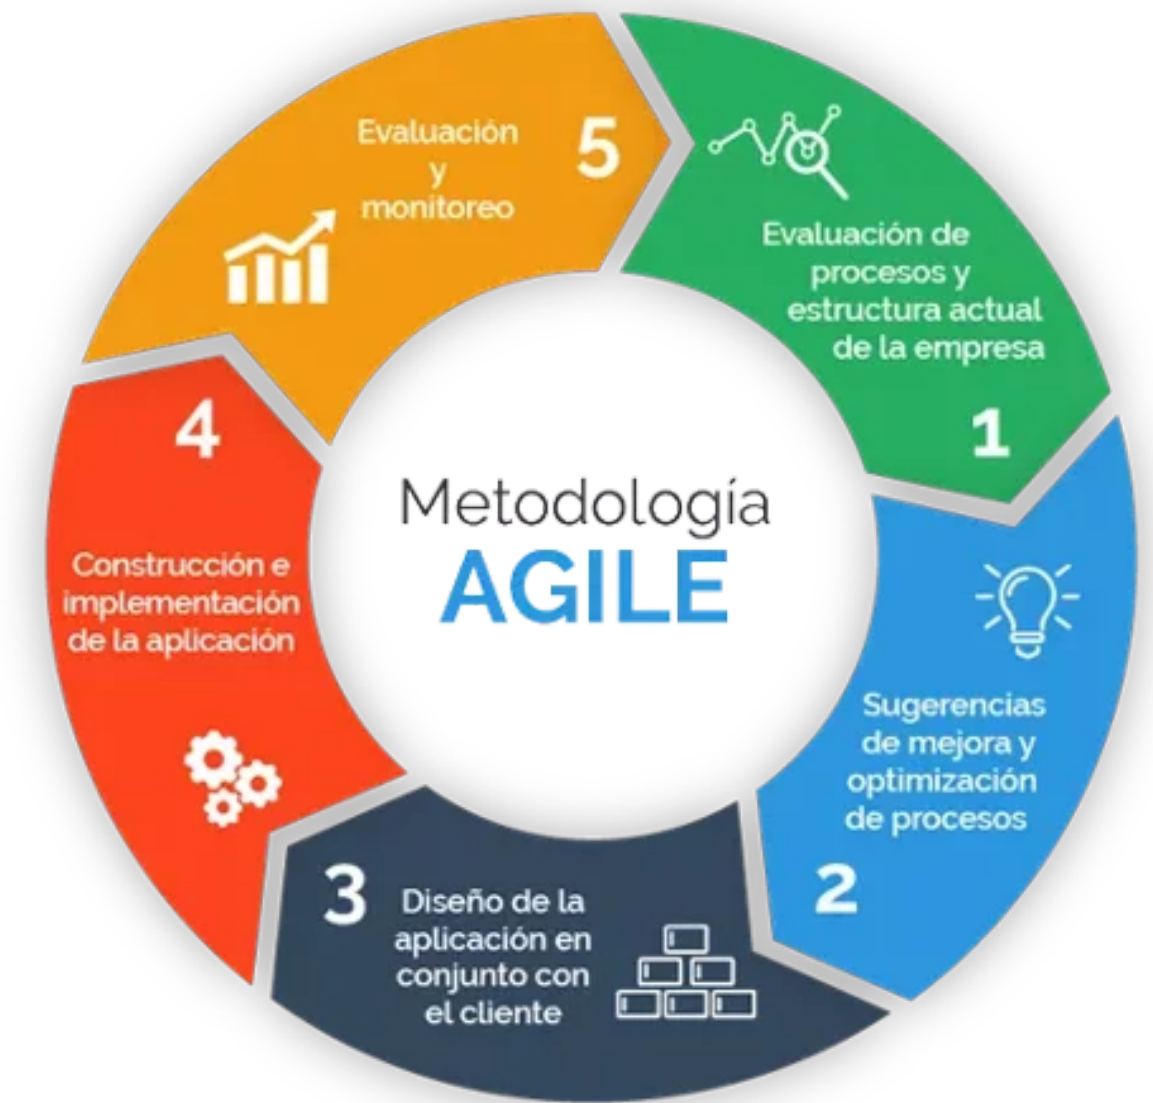 Metodología
AGILE
Evaluación de
procesos y
estructura actual
de la empresa
1
Sugerencias
de mejora y
optimización
de procesos
2
3
Diseño de la
aplicación en
conjunto con
el cliente
4
Construcción e
implementación
de la aplicación
Evaluación
y
monitoreo
5